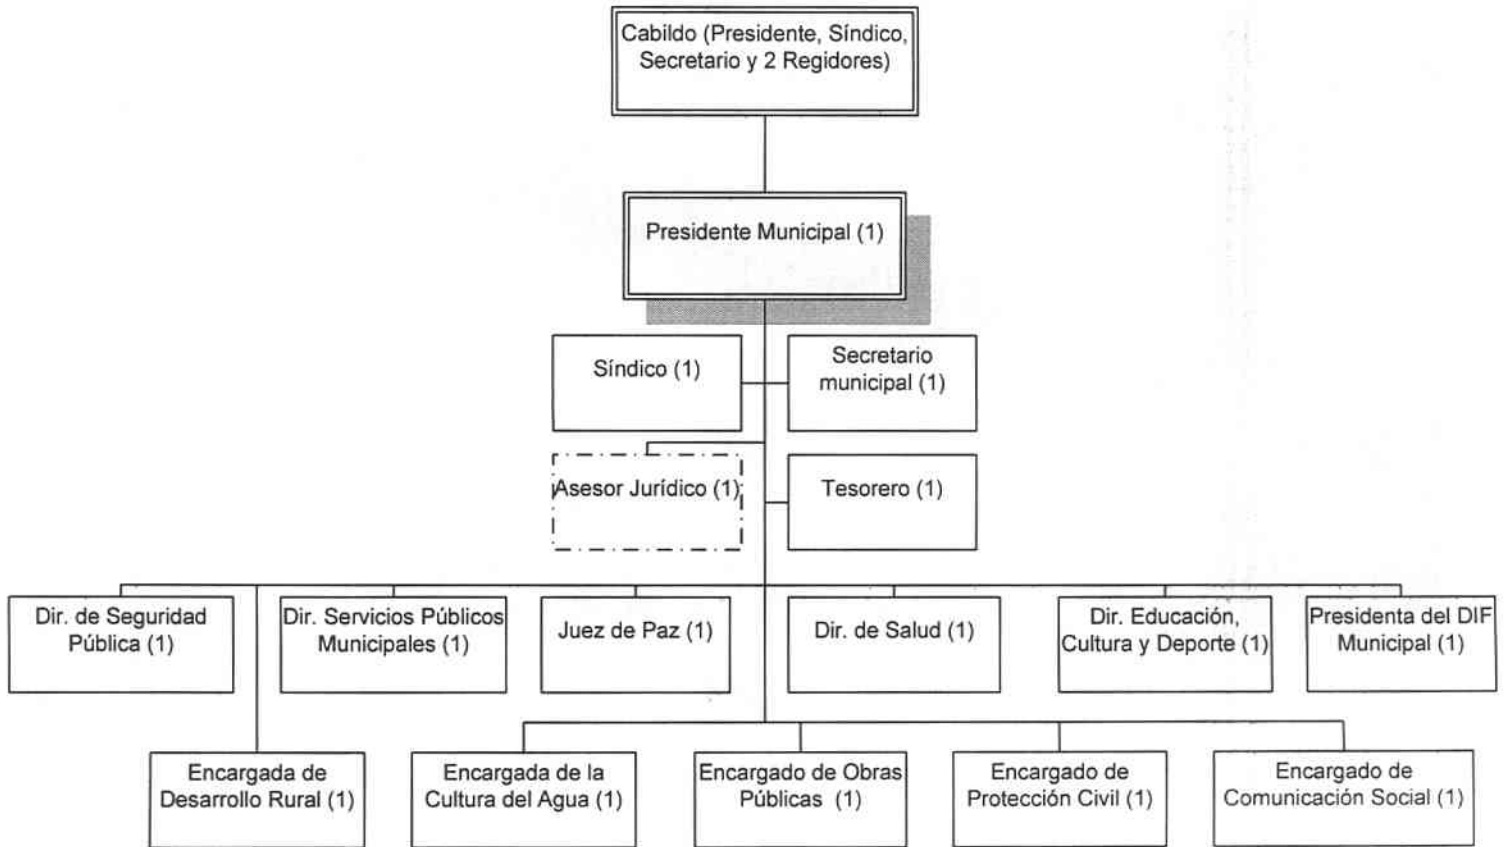 Cabildo (Presidente, Síndico,
Secretario y 2 Regidores)
Presidente Municipal (1)
Síndico (1)
Secretario
municipal (1)
Asesor Jurídico (1)
Tesorero (1)
Dir. de Seguridad
Pública (1)
Dir. Servicios Públicos
Municipales (1)
Juez de Paz (1)
Dir. de Salud (1)
Dir. Educación,
Cultura y Deporte (1)
Presidenta del DIF
Municipal (1)
Encargada de
Desarrollo Rural (1)
Encargada de la
Cultura del Agua (1)
Encargado de Obras
Públicas (1)
Encargado de
Protección Civil (1)
Encargado de
Comunicación Social (1)